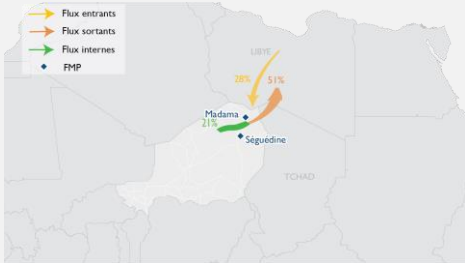 Flux entrants
Flux sortants
Flux internes
FMP
LIBYE
28%
51%
Madama
21%
Séguédine
TCHAD